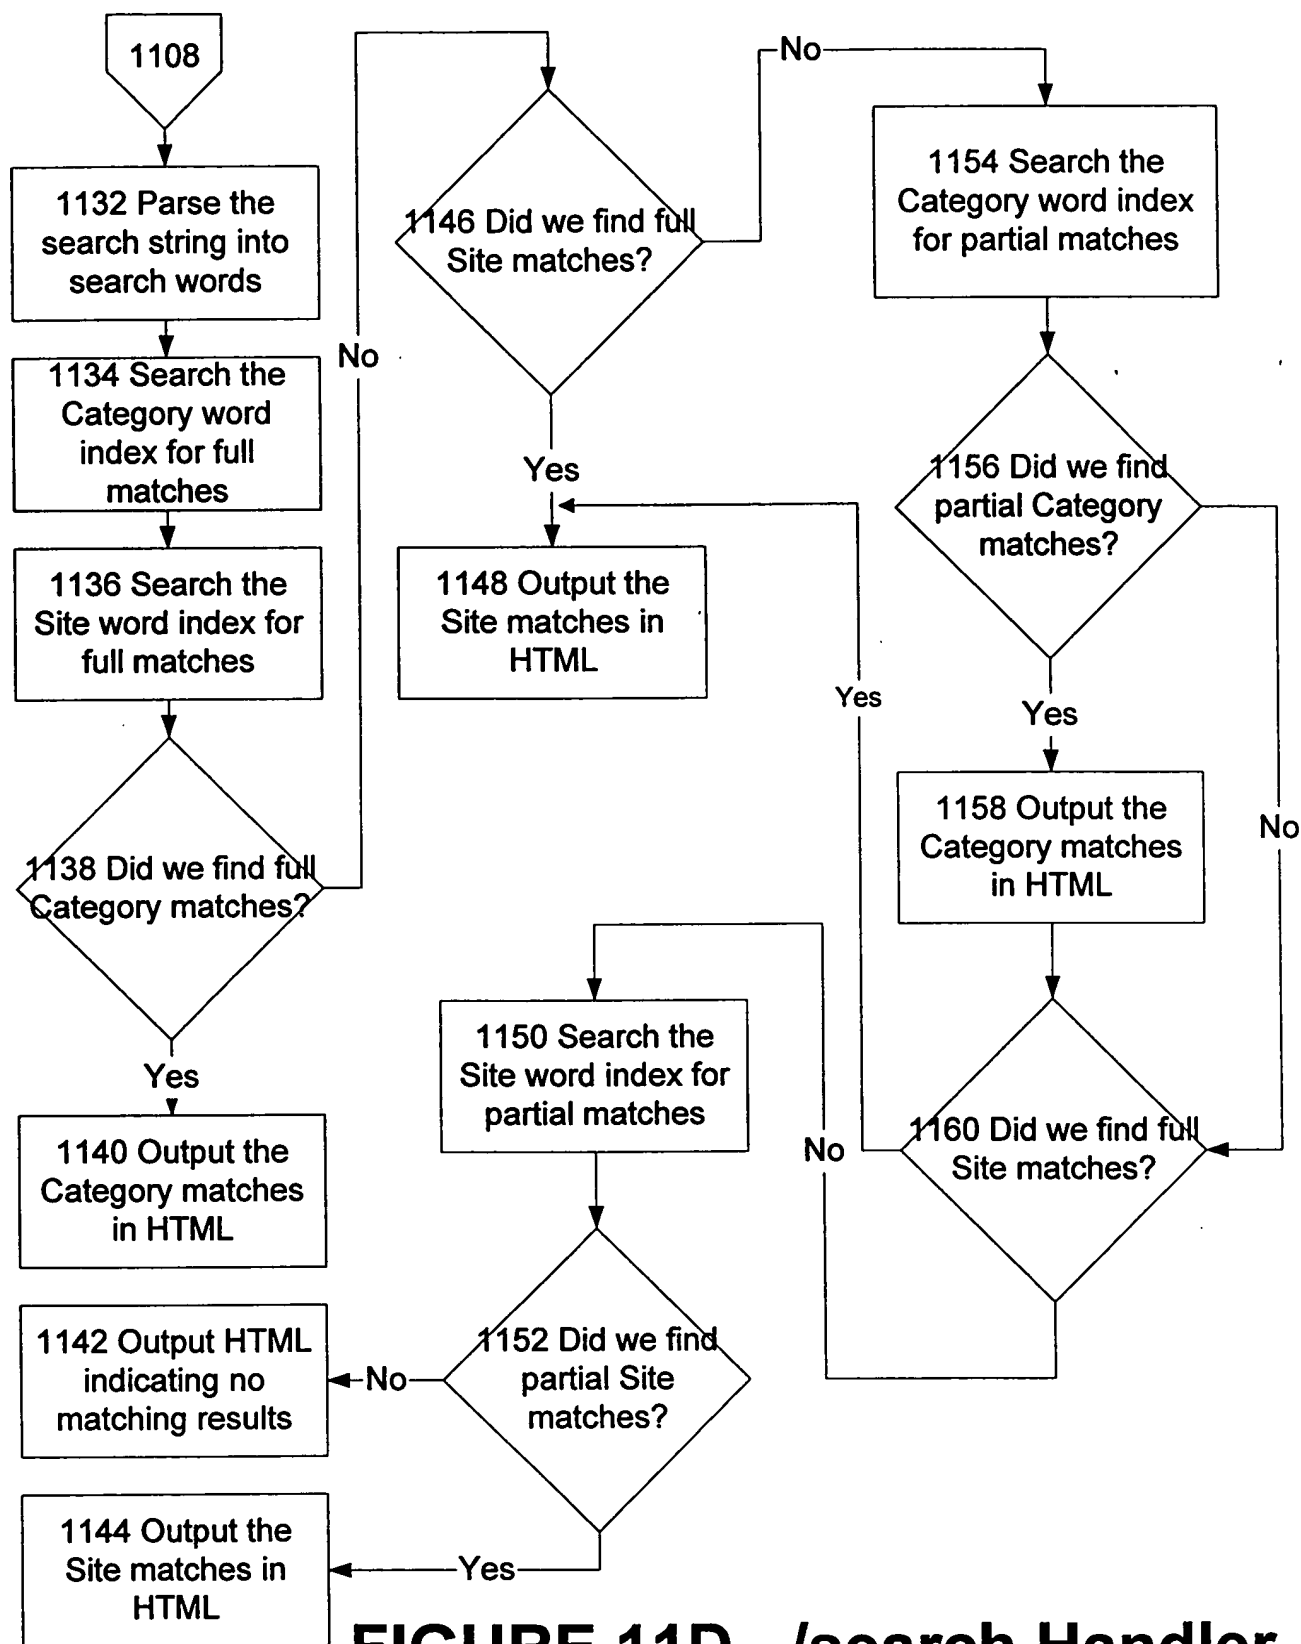 1108
1132 Parse the
search string into
search words
1134 Search the
Category word
index for full
matches
1136 Search the
Site word index for
full matches
1138 Did we find full
Category matches?
Yes
1140 Output the
Category matches
in HTML
1142 Output HTML
indicating no
matching results
1144 Output the
Site matches in
HTML
No
1146 Did we find full
Site matches?
Yes
1148 Output the
Site matches in
HTML
1150 Search the
Site word index for
partial matches
1152 Did we find
partial Site
matches?
No
Yes
No
1154 Search the
Category word index
for partial matches
1156 Did we find
partial Category
matches?
Yes
No
1158 Output the
Category matches
in HTML
1160 Did we find full
Site matches?
Yes
No
FIGURE 11D - /search Handler